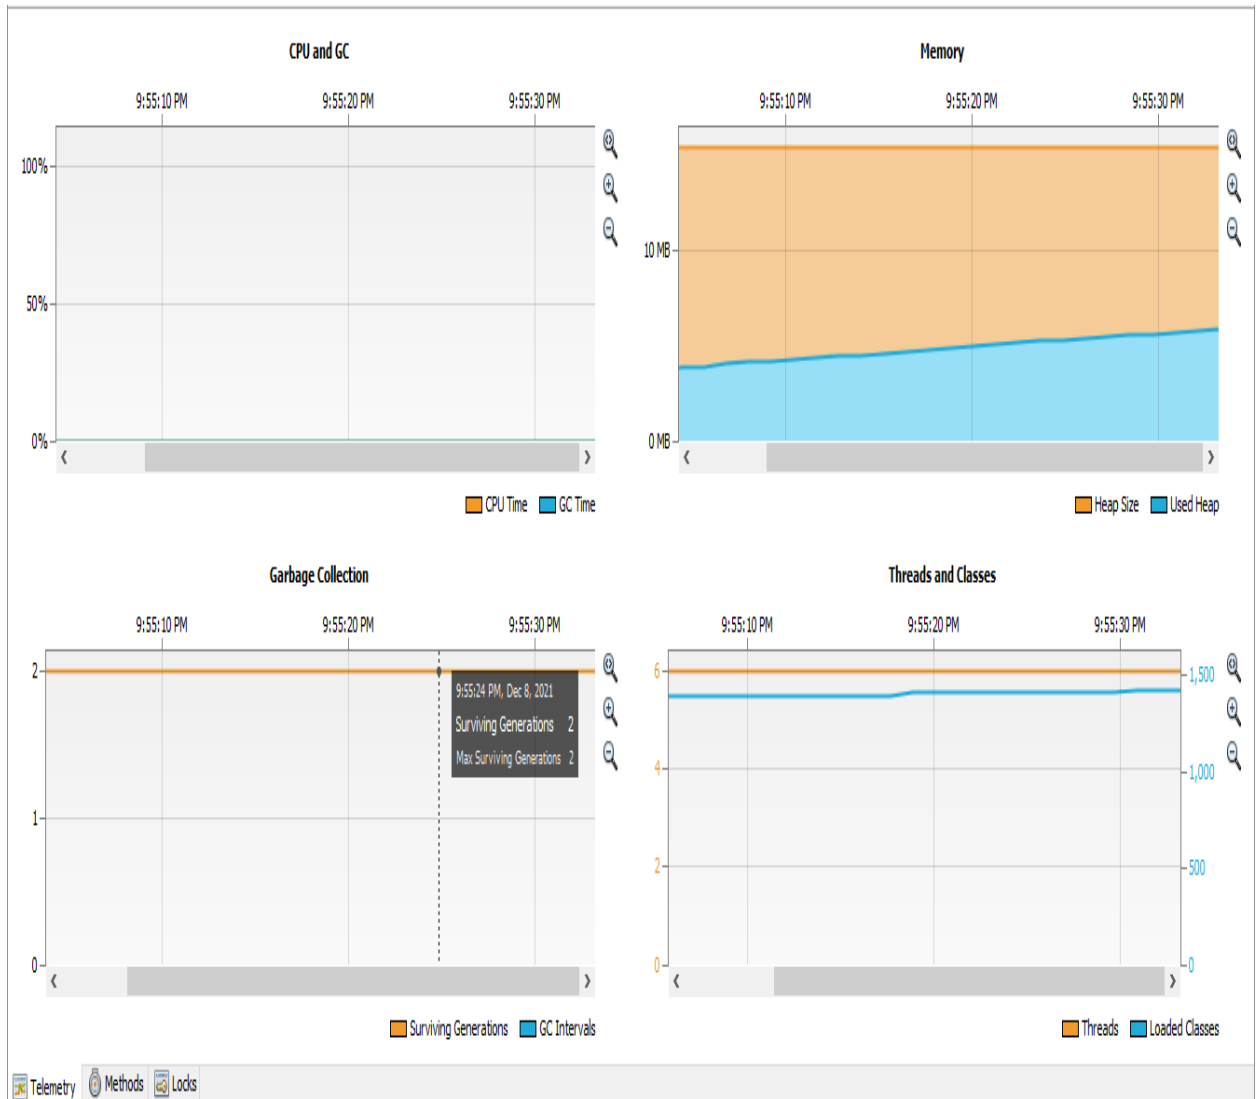 CPU and GC
9:55:10 PM 9:55:20 PM 9:55:30 PM
100%
50%
0%
CPU Time GC Time
Memory
9:55:10 PM 9:55:20 PM 9:55:30 PM
10 MB
0 MB
Heap Size Used Heap
Garbage Collection
9:55:10 PM 9:55:20 PM 9:55:30 PM
2
9:55:24 PM, Dec 8, 2021
Surviving Generations 2
Max Surviving Generations 2
1
0
Surviving Generations GC Intervals
Threads and Classes
9:55:10 PM 9:55:20 PM 9:55:30 PM
6 1,500
4 1,000
2 500
0 0
Threads Loaded Classes
Telemetry Methods Locks